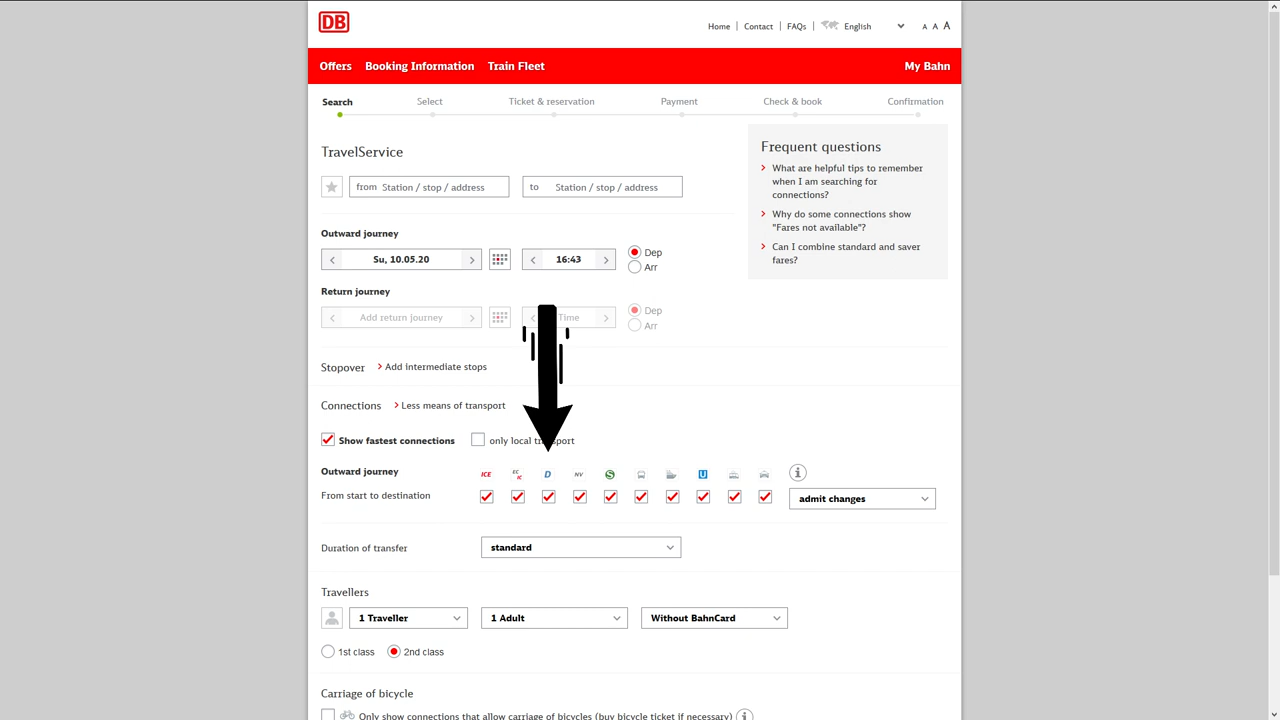 DB
Home | Contact | FAQs | English A A A
Offers Booking Information Train Fleet My Bahn
Search Select Ticket & reservation Payment Check & book Confirmation
TravelService
from Station / stop / address to Station / stop / address
Frequent questions
What are helpful tips to remember
when I am searching for
connections?
Why do some connections show
"Fares not available"?
Can I combine standard and saver
fares?
Outward journey
Su, 10.05.20 16:43 Dep
Arr
Return journey
Add return journey Time Dep
Arr
Stopover Add intermediate stops
Connections Less means of transport
Show fastest connections only local
Outward journey ICE EC IC D NV S U i
From start to destination admit changes
Duration of transfer standard
Travellers
1 Traveller 1 Adult Without BahnCard
1st class 2nd class
Carriage of bicycle
Only show connections that allow carriage of bicycles (buy bicycle ticket if necessary) i